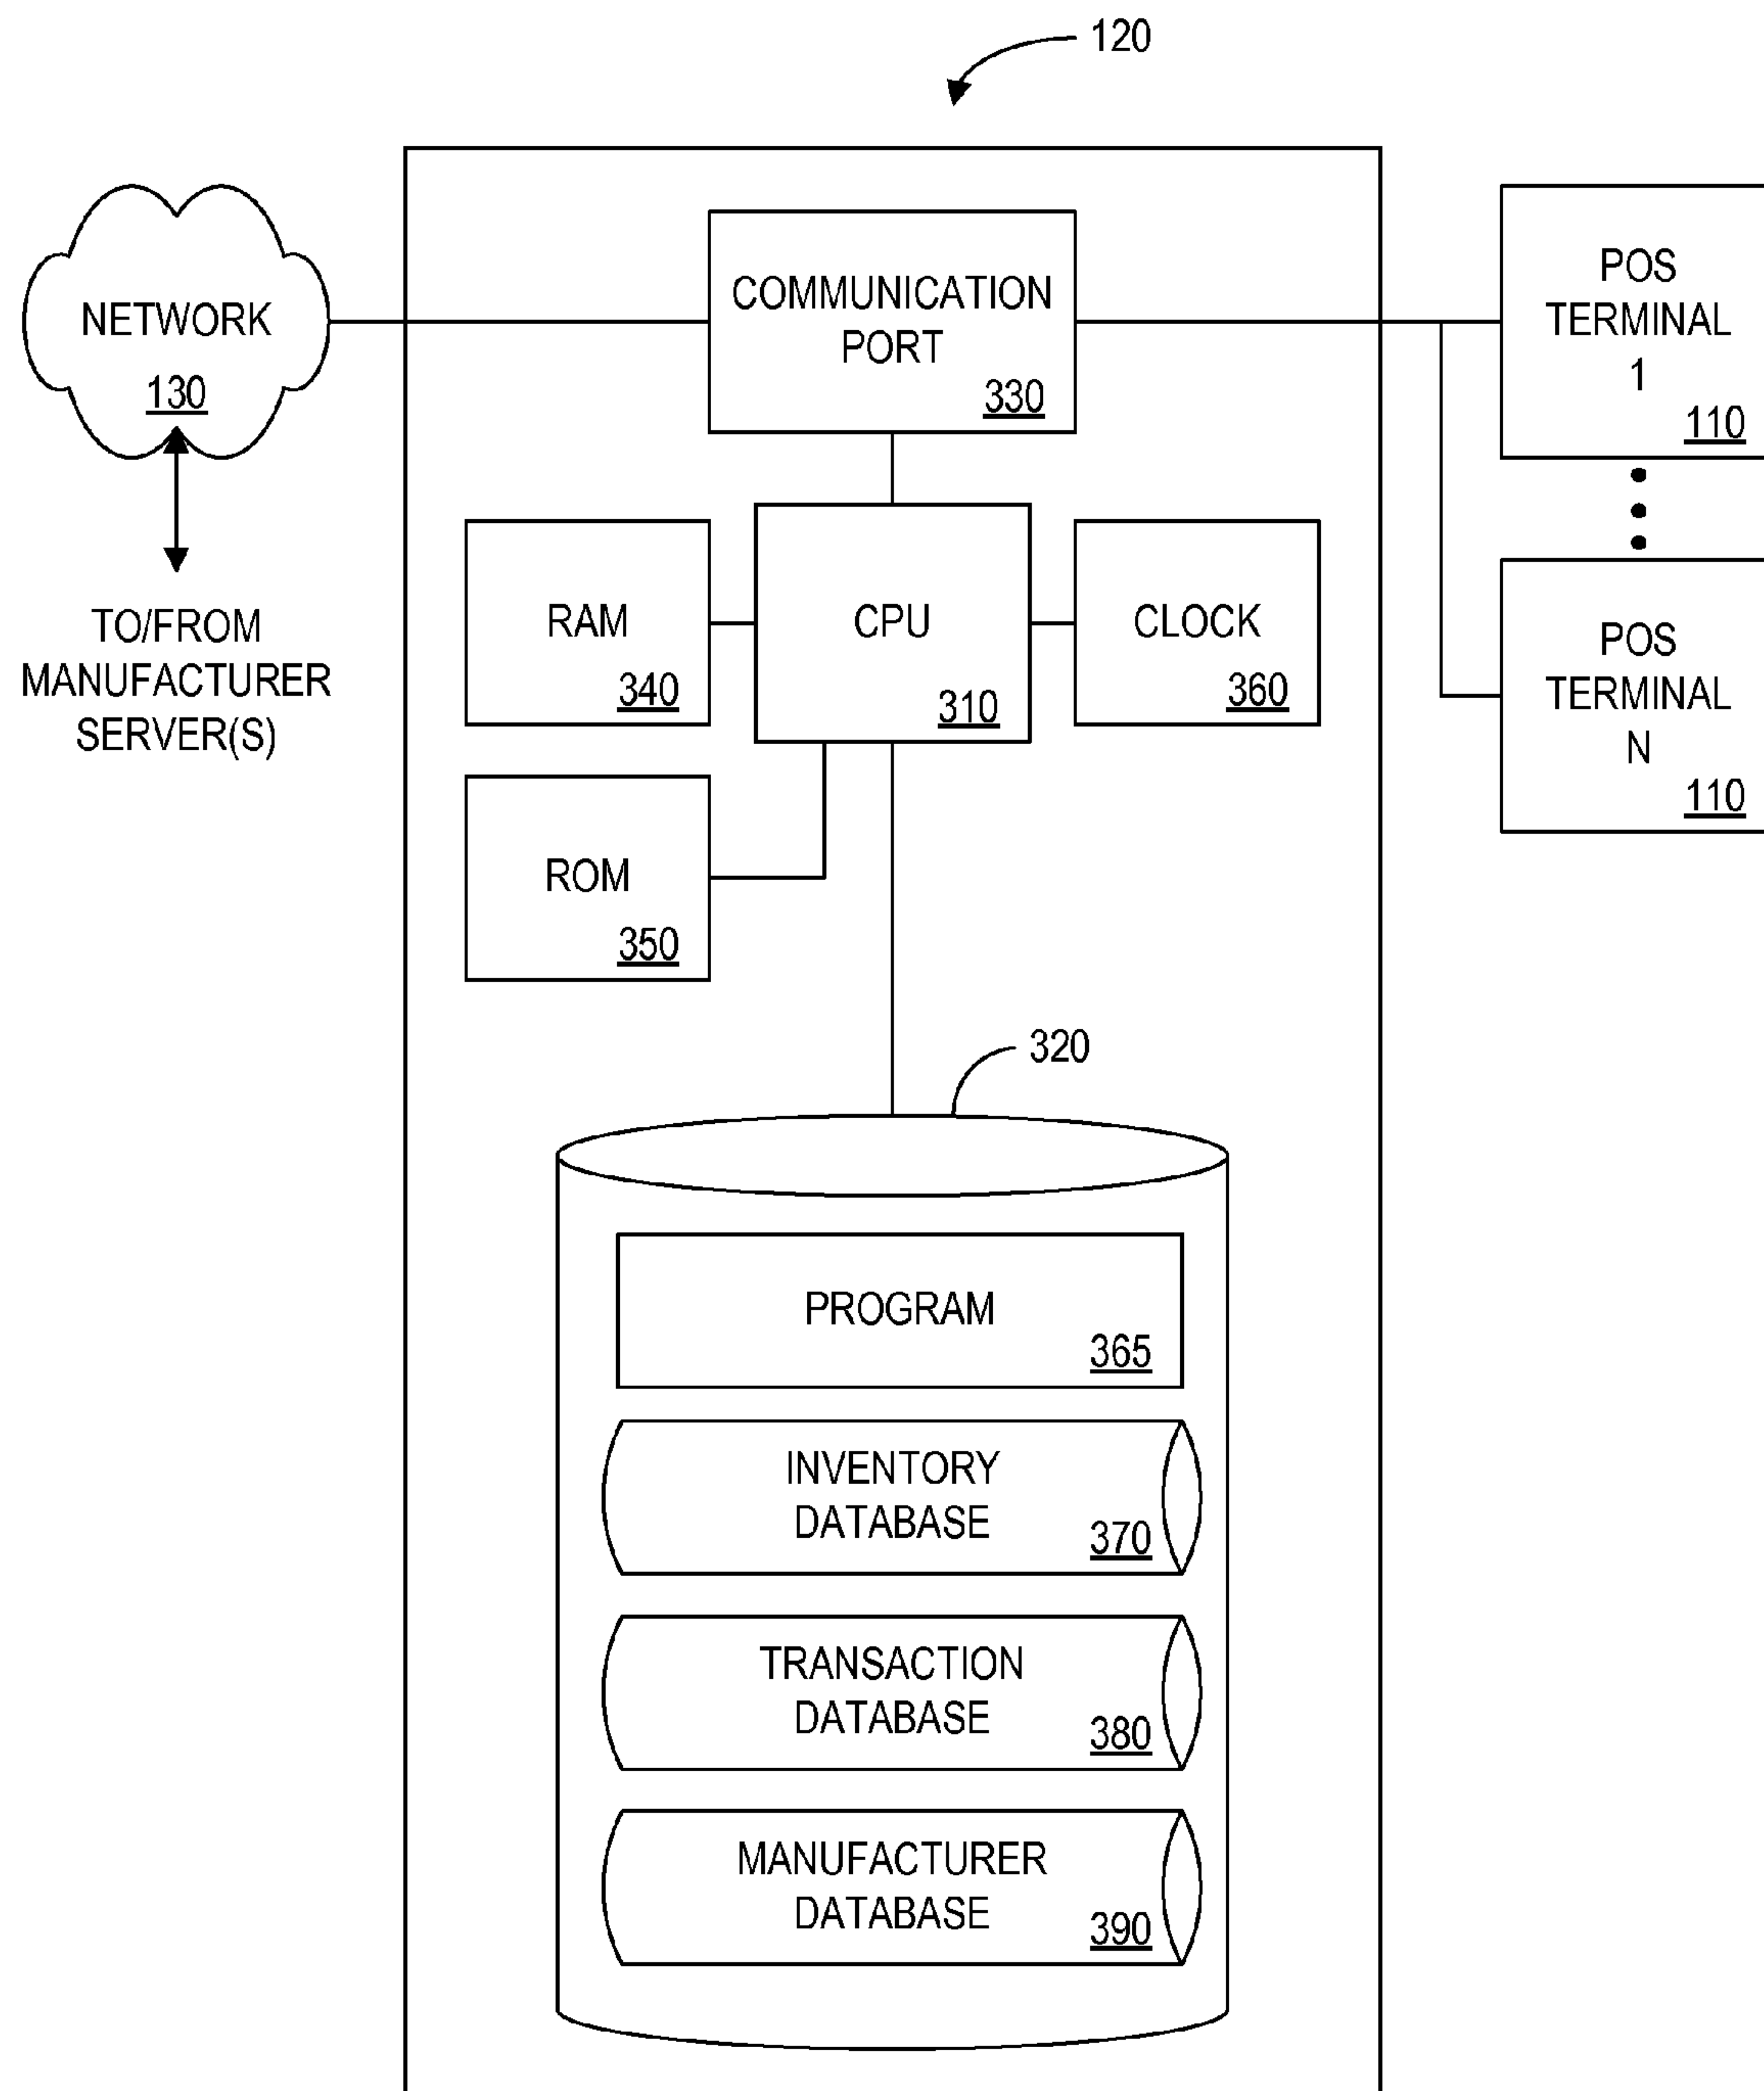 120
NETWORK
130
TO/FROM
MANUFACTURER
SERVER(S)
COMMUNICATION
PORT
330
POS
TERMINAL
1
110
RAM
340
CPU
310
CLOCK
360
POS
TERMINAL
N
110
ROM
350
320
PROGRAM
365
INVENTORY
DATABASE
370
TRANSACTION
DATABASE
380
MANUFACTURER
DATABASE
390